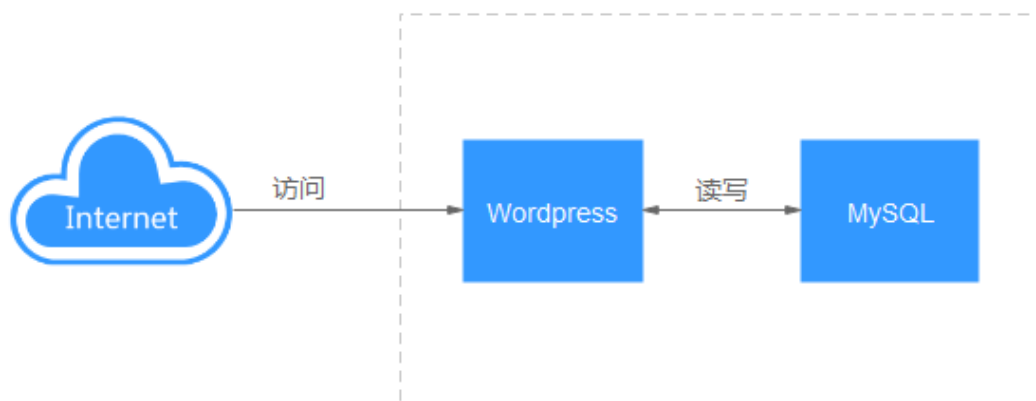 Internet
访问
Wordpress
读写
MySQL